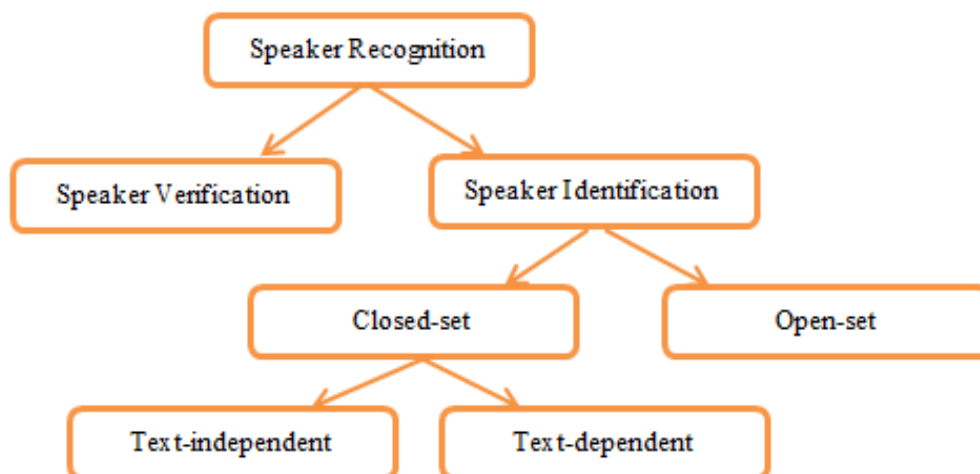 Speaker Recognition
Speaker Verification
Speaker Identification
Closed-set
Open-set
Text-independent
Text-dependent